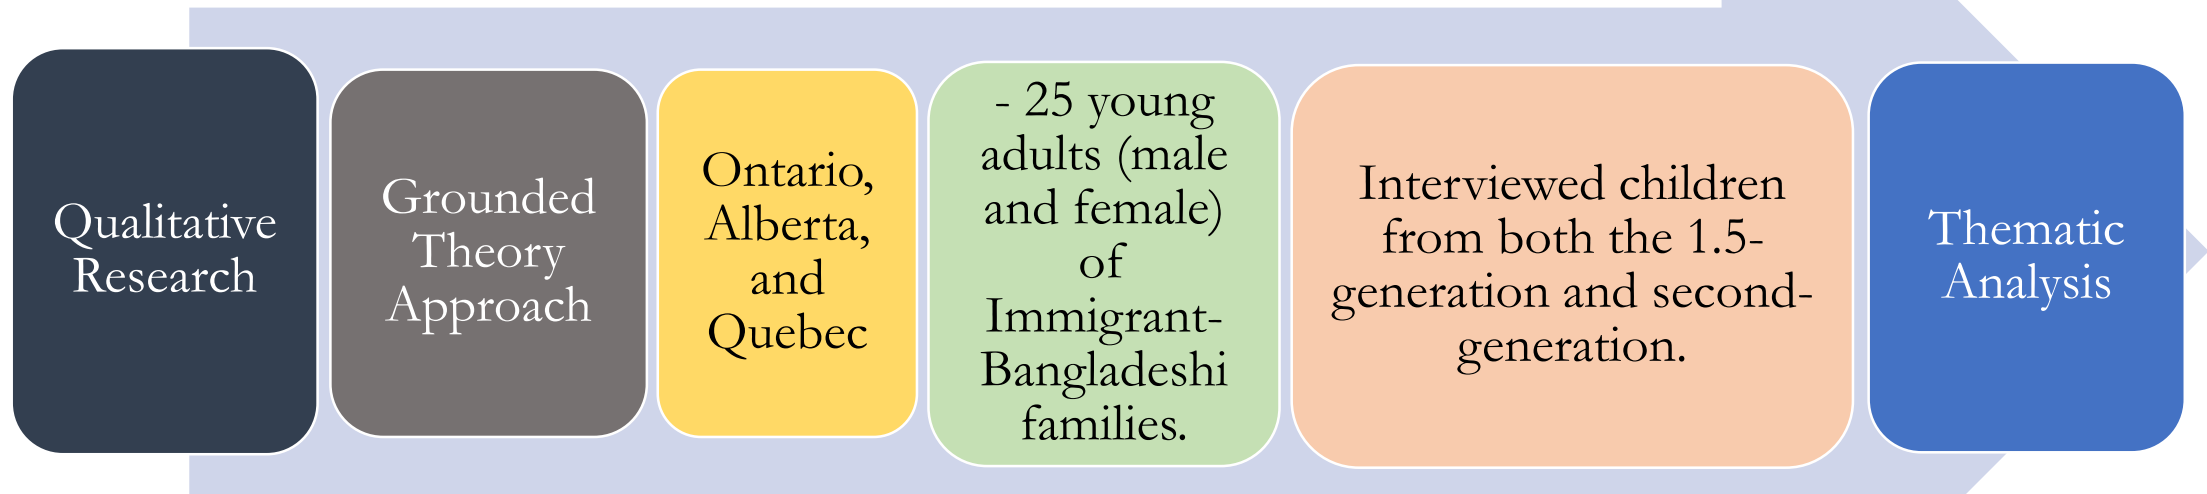 Qualitative
Research
Grounded
Theory
Approach
Ontario,
Alberta,
and
Quebec
- 25 young
adults (male
and female)
of
Immigrant-
Bangladeshi
families.
Interviewed children
from both the 1.5-
generation and second-
generation.
Thematic
Analysis